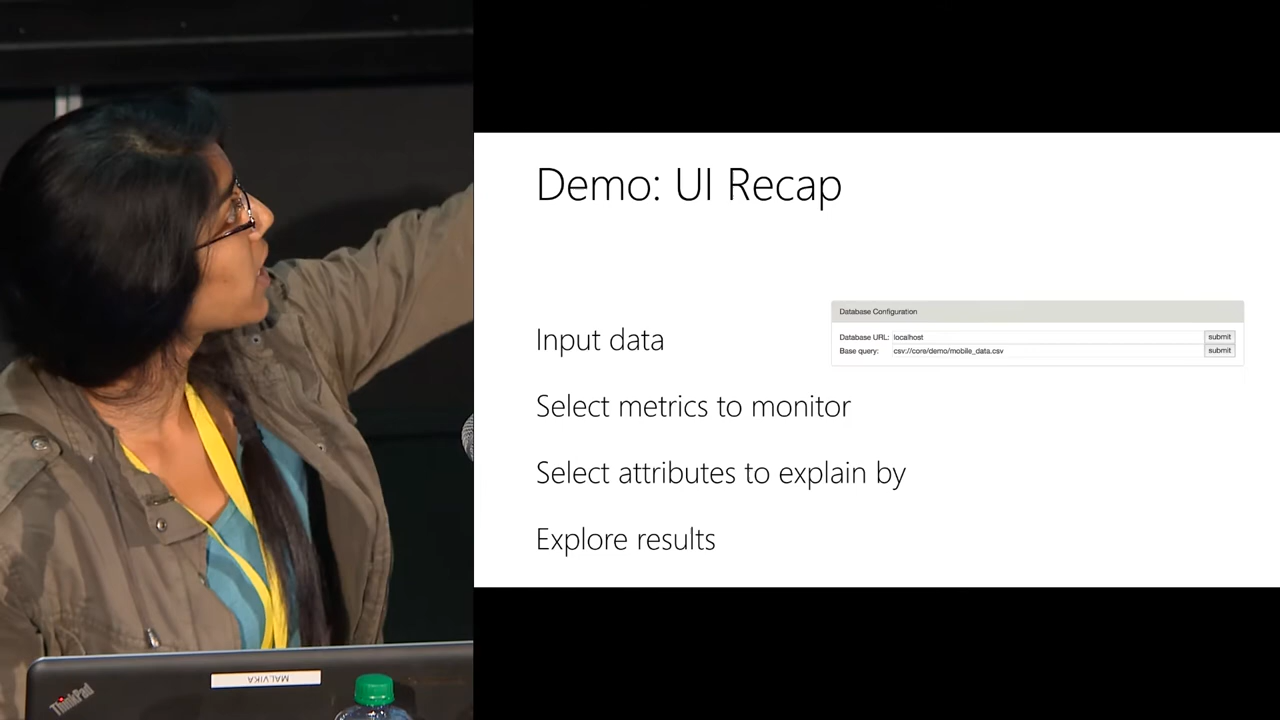 Demo: UI Recap
Input data
Database Configuration
Database URL: localhost submit
Base query: csv://core/demo/mobile_data.csv submit
Select metrics to monitor
Select attributes to explain by
Explore results
ThinkPad
MALVIKA